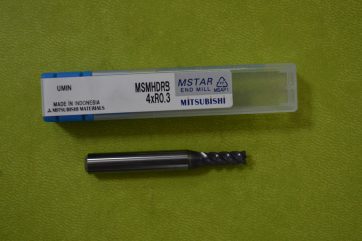 UMIN
MADE IN INDONESIA
MITSUBISHI MATERIALS
MSMHDRB
4xR0.3
MSTAR
END MILL
MITSUBISHI